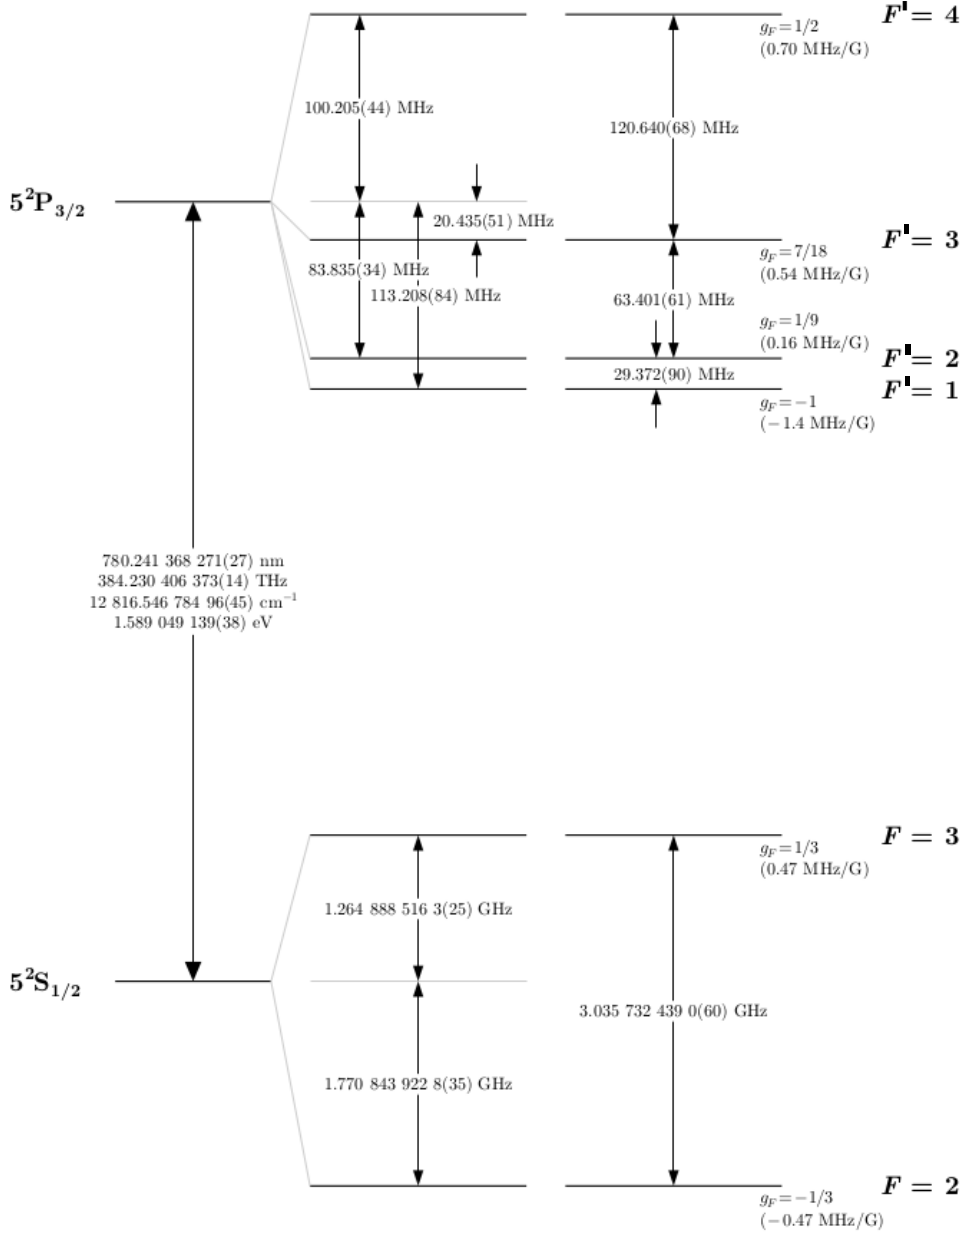 F' = 4
g_F = 1/2
(0.70 MHz/G)
100.205(44) MHz
120.640(68) MHz
5²P₃/₂
20.435(51) MHz
F' = 3
g_F = 7/18
(0.54 MHz/G)
83.835(34) MHz
113.208(84) MHz
63.401(61) MHz
g_F = 1/9
(0.16 MHz/G)
F' = 2
29.372(90) MHz
F' = 1
g_F = −1
(−1.4 MHz/G)
780.241 368 271(27) nm
384.230 406 373(14) THz
12 816.546 784 96(45) cm⁻¹
1.589 049 139(38) eV
F = 3
g_F = 1/3
(0.47 MHz/G)
1.264 888 516 3(25) GHz
5²S₁/₂
3.035 732 439 0(60) GHz
1.770 843 922 8(35) GHz
F = 2
g_F = −1/3
(−0.47 MHz/G)